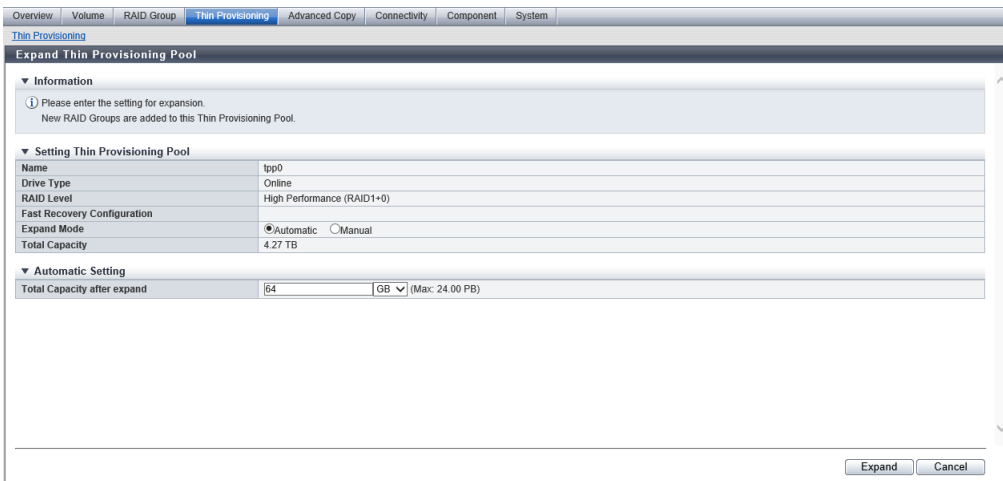 Overview Volume RAID Group Thin Provisioning Advanced Copy Connectivity Component System
Thin Provisioning
Expand Thin Provisioning Pool
Information
Please enter the setting for expansion.
New RAID Groups are added to this Thin Provisioning Pool.
Setting Thin Provisioning Pool
Name tpp0
Drive Type Online
RAID Level High Performance (RAID1+0)
Fast Recovery Configuration
Expand Mode Automatic Manual
Total Capacity 4.27 TB
Automatic Setting
Total Capacity after expand 64 GB (Max: 24.00 PB)
Expand Cancel